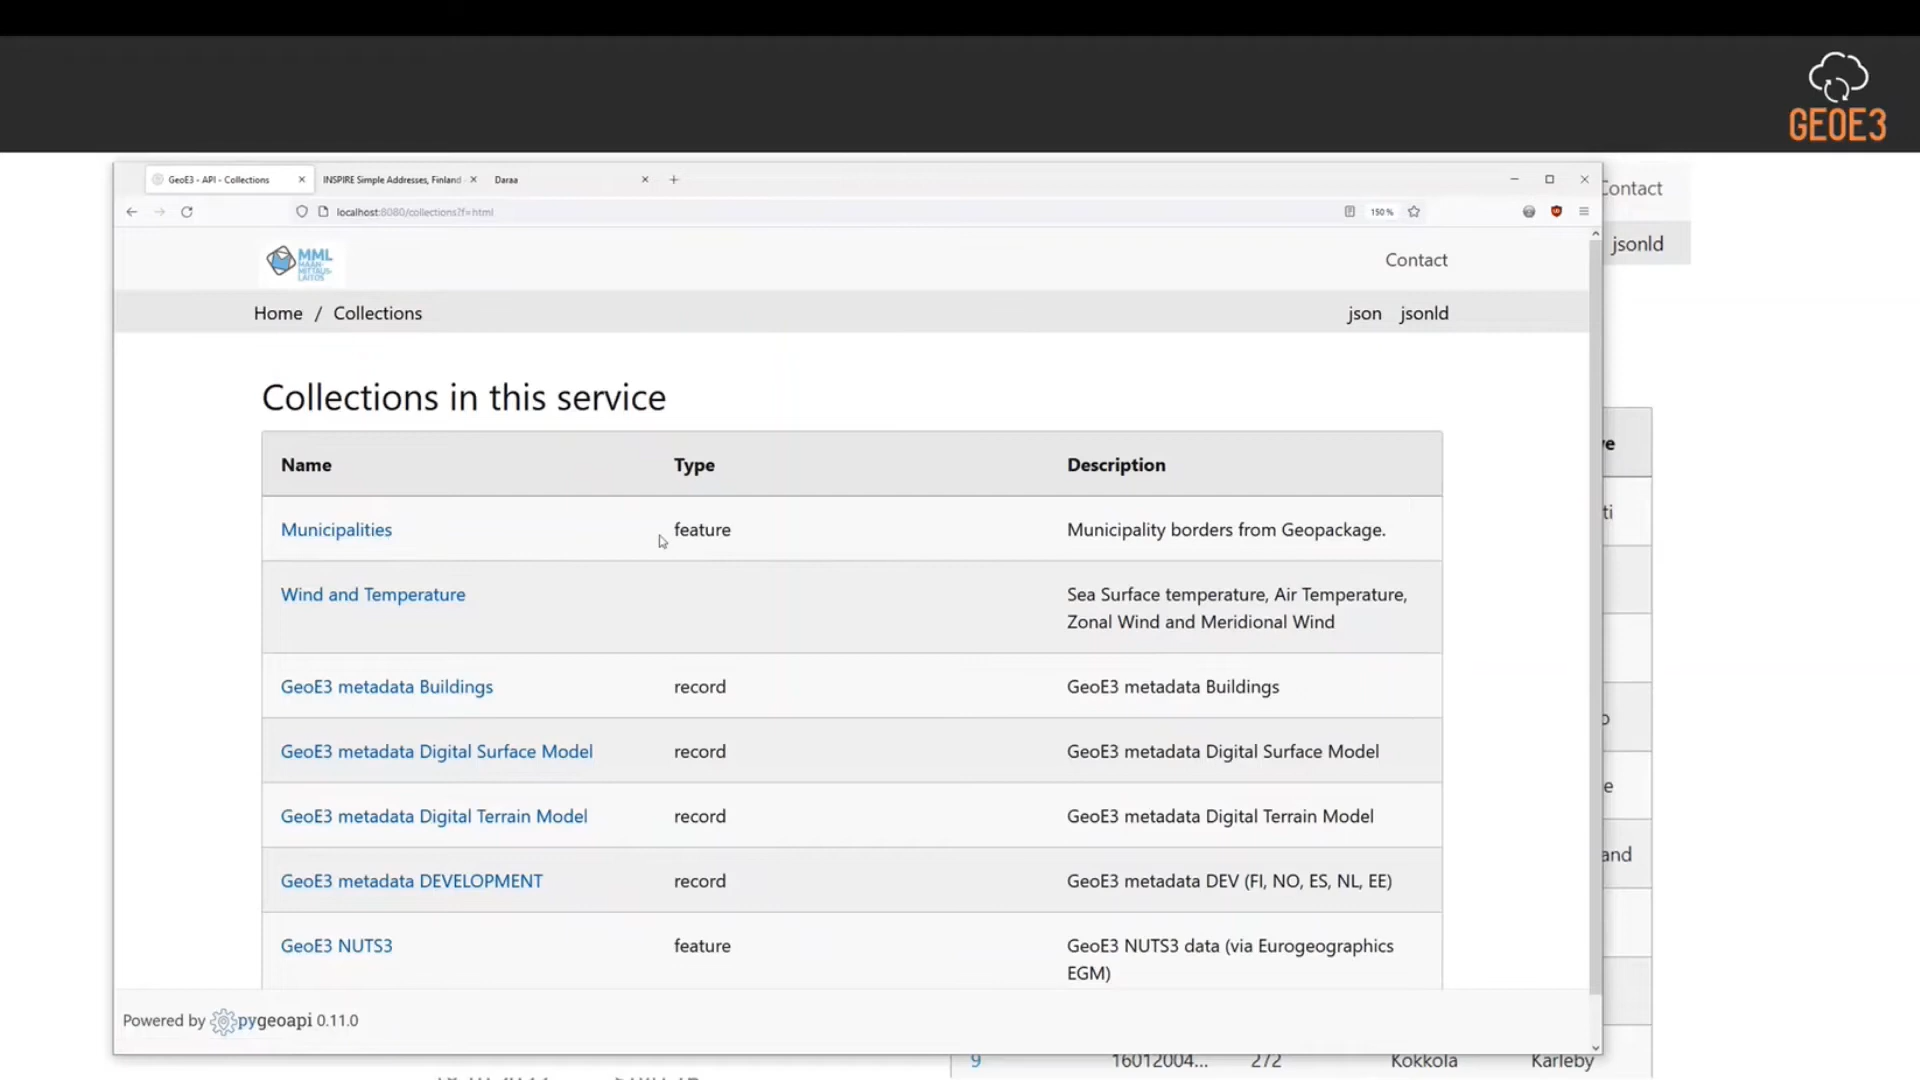 GEOE3
GeoE3 - API - Collections
INSPIRE Simple Addresses, Finland
Daraa
localhost:8080/collections?f=html
150 %
MML
MAAN-
MITTAUS-
LAITOS
Contact
Contact
Home / Collections
json jsonld
jsonld
Collections in this service
Name Type Description
Municipalities feature Municipality borders from Geopackage.
Wind and Temperature Sea Surface temperature, Air Temperature,
Zonal Wind and Meridional Wind
GeoE3 metadata Buildings record GeoE3 metadata Buildings
GeoE3 metadata Digital Surface Model record GeoE3 metadata Digital Surface Model
GeoE3 metadata Digital Terrain Model record GeoE3 metadata Digital Terrain Model
GeoE3 metadata DEVELOPMENT record GeoE3 metadata DEV (FI, NO, ES, NL, EE)
GeoE3 NUTS3 feature GeoE3 NUTS3 data (via Eurogeographics
EGM)
Powered by pygeoapi 0.11.0
9 16012004... 272 Kokkola Karleby